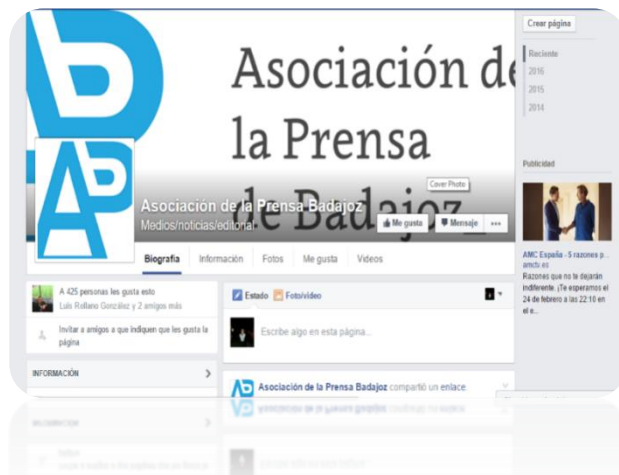 Asociación de
la Prensa
de Badajoz
Cover Photo
Asociación de la Prensa Badajoz
Medios/noticias/editorial
Me gusta
Mensaje
Biografía
Información
Fotos
Me gusta
Videos
A 425 personas les gusta esto
Luis Rollano González y 2 amigos más
Invitar a amigos a que indiquen que les gusta la
página
INFORMACIÓN
Estado
Foto/video
Escribe algo en esta página...
Asociación de la Prensa Badajoz compartió un enlace
Crear página
Reciente
2016
2015
2014
Publicidad
AMC España - 5 razones p...
amctv.es
Razones que no te dejarán
indiferente. ¡Te esperamos el
24 de febrero a las 22:10 en
el e...